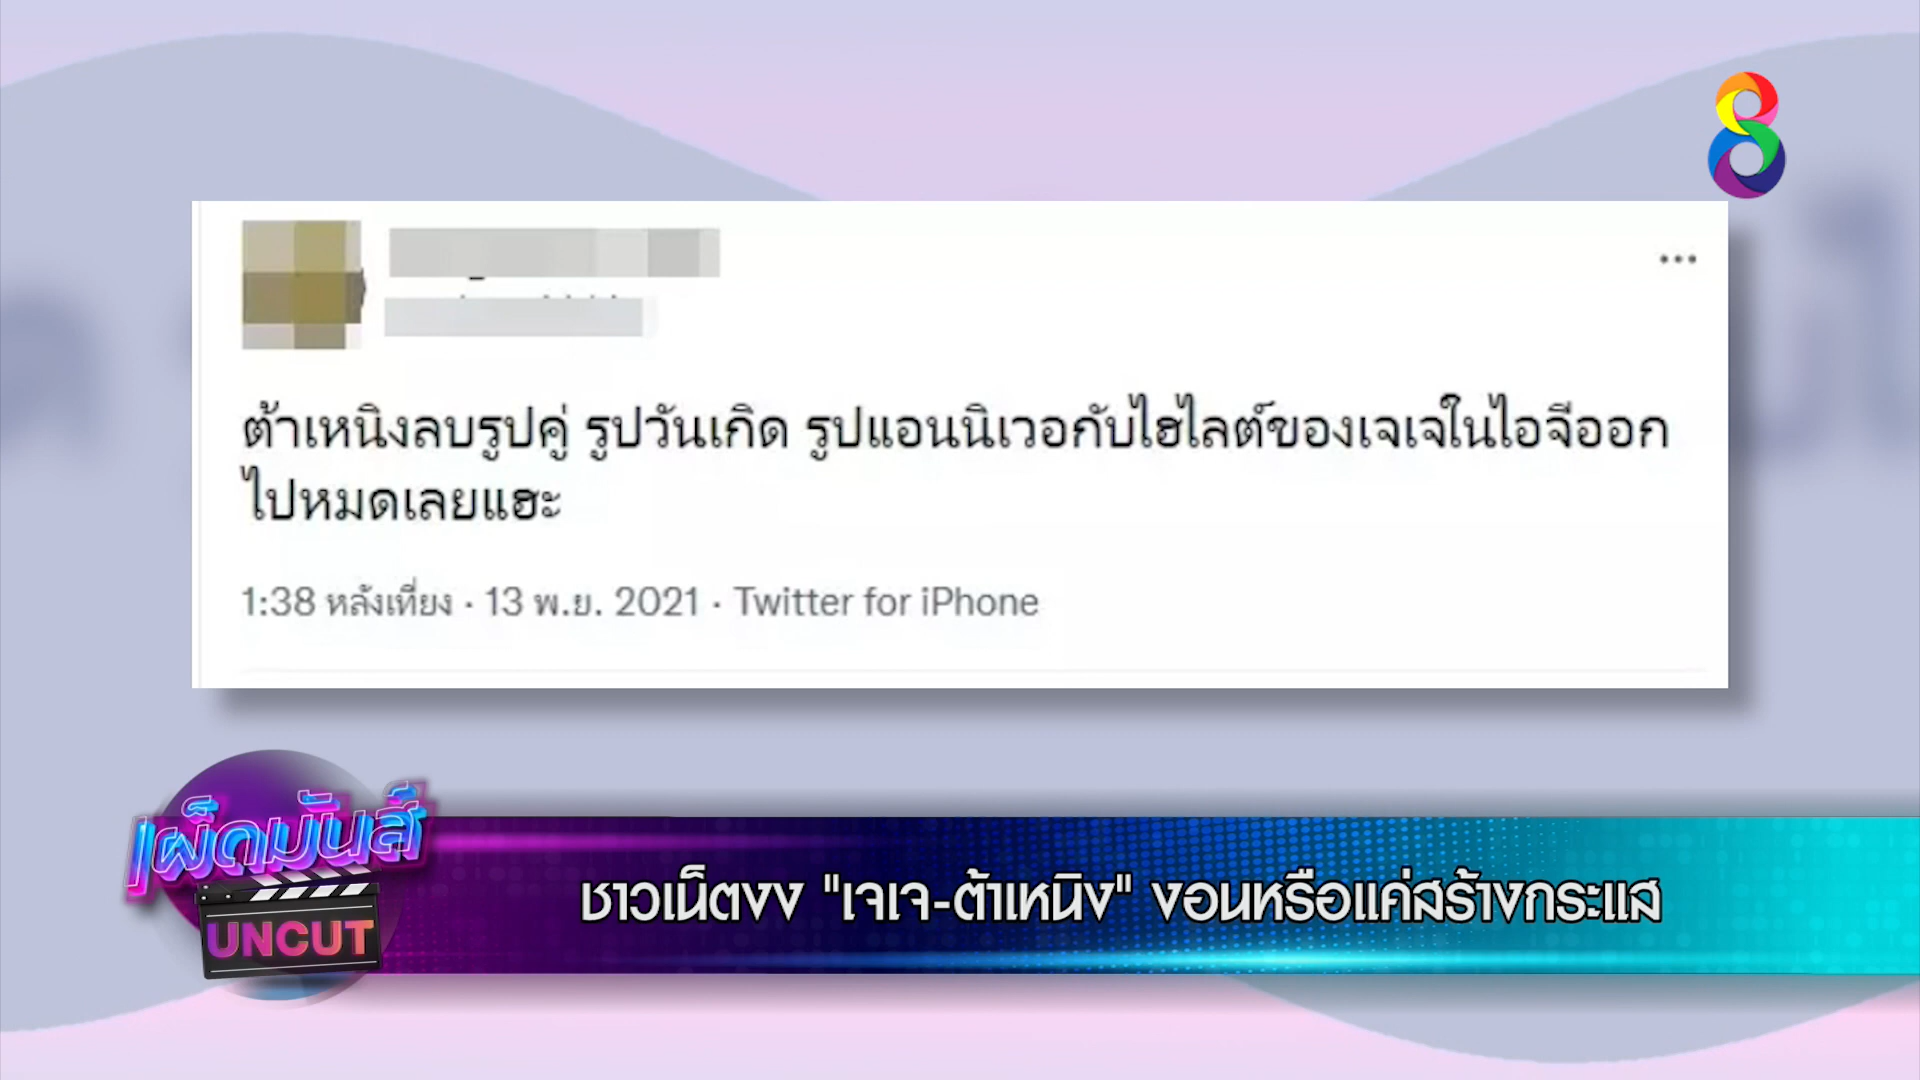 8
ต้าเหนิงลบรูปคู่ รูปวันเกิด รูปแอนนิเวอกับไฮไลต์ของเจเจในไอจีออก
ไปหมดเลยแฮะ
1:38 หลังเที่ยง · 13 พ.ย. 2021 · Twitter for iPhone
เผ็ดมันส์
UNCUT
ชาวเน็ตงง "เจเจ-ต้าเหนิง" งอนหรือแค่สร้างกระแส